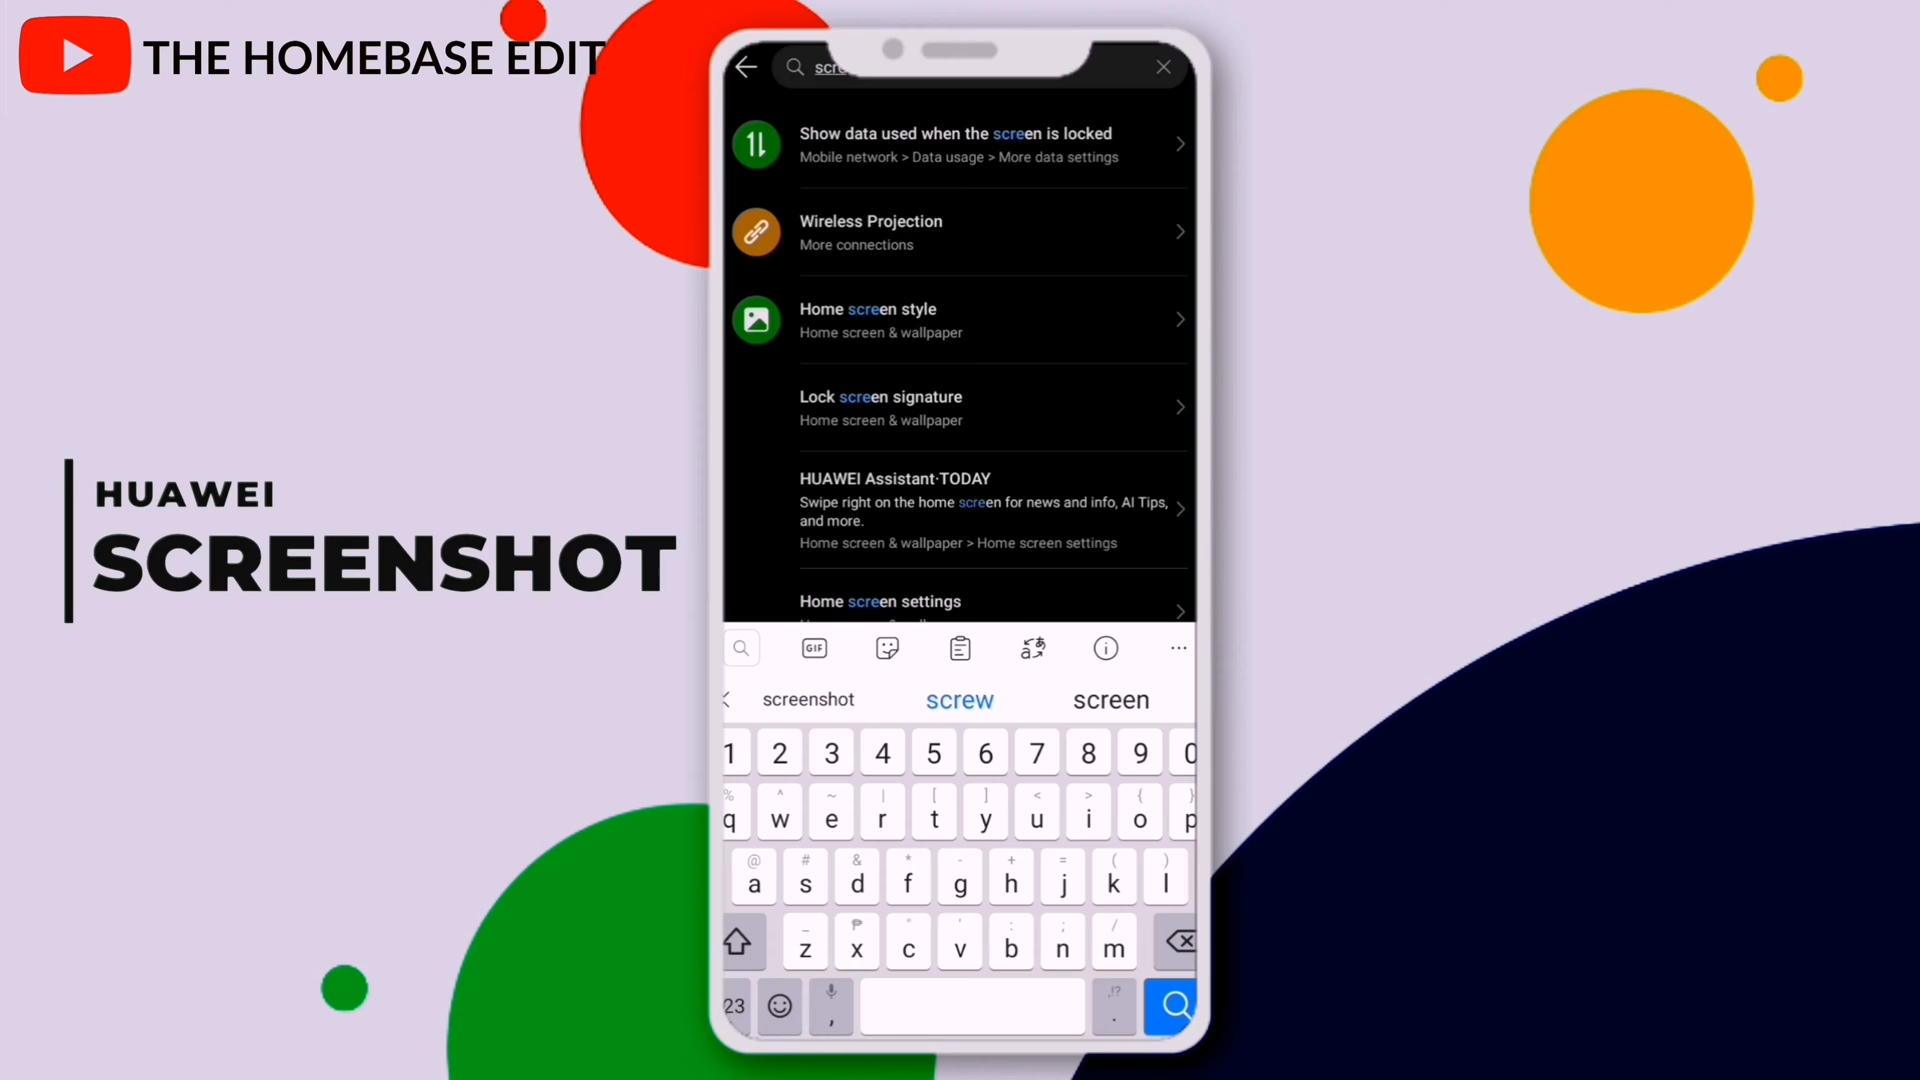 THE HOMEBASE EDIT
HUAWEI
SCREENSHOT
scre
Show data used when the screen is locked
Mobile network > Data usage > More data settings
Wireless Projection
More connections
Home screen style
Home screen & wallpaper
Lock screen signature
Home screen & wallpaper
HUAWEI Assistant·TODAY
Swipe right on the home screen for news and info, AI Tips,
and more.
Home screen & wallpaper > Home screen settings
Home screen settings
GIF
screenshot screw screen
1 2 3 4 5 6 7 8 9 0
% ^ ~ | [ ] < > { }
q w e r t y u i o p
@ # & * - + = ( )
a s d f g h j k l
_ ₱ " ' : ; /
z x c v b n m
,!?
23 , .